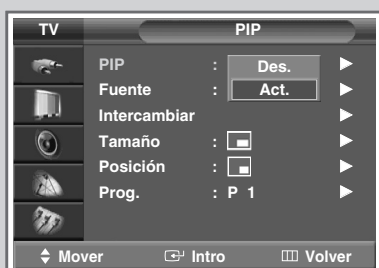 TV PIP
PIP : Des.
Fuente : Act.
Intercambiar
Tamaño :
Posición :
Prog. : P 1
Mover Intro Volver